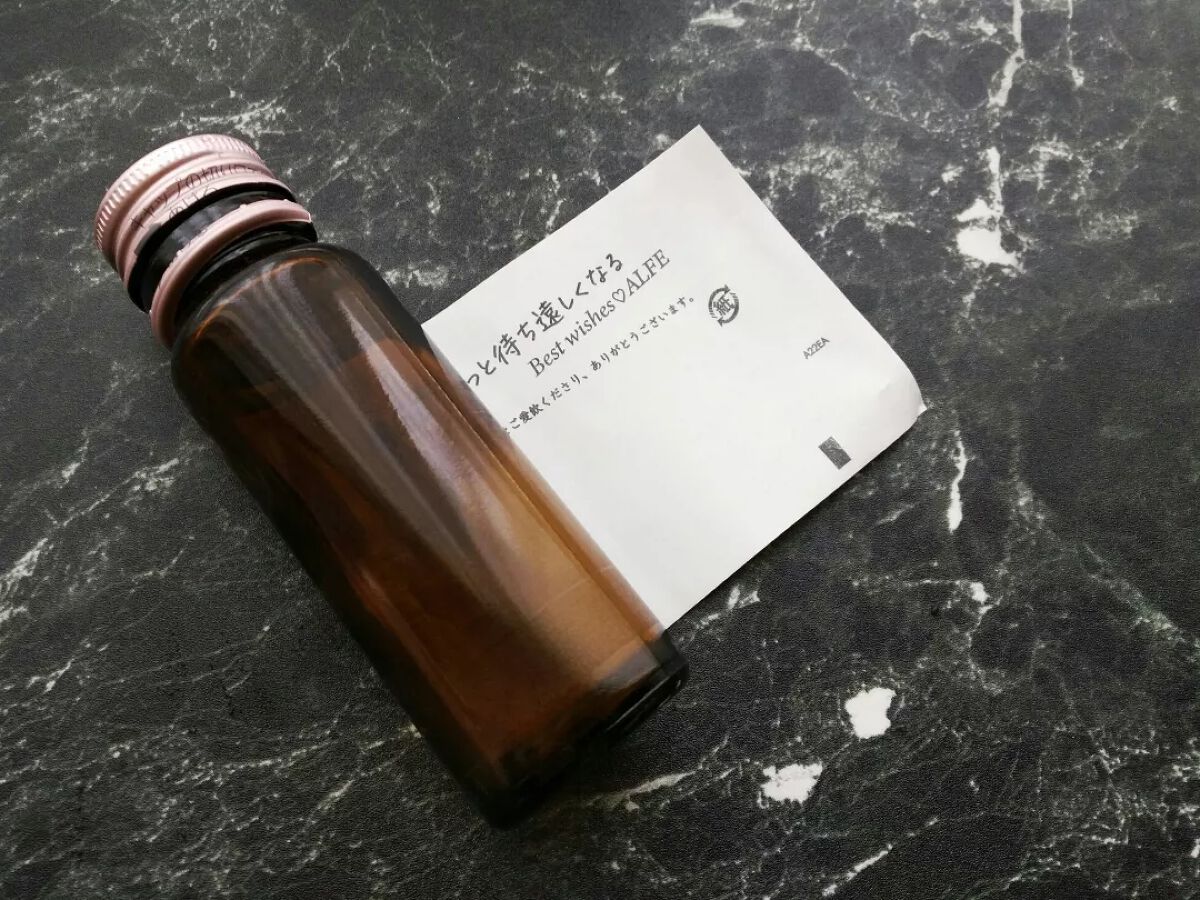 っと待ち遠しくなる
Best wishes♡ALFE
ご愛飲くださり、ありがとうございます。
紙
A22EA